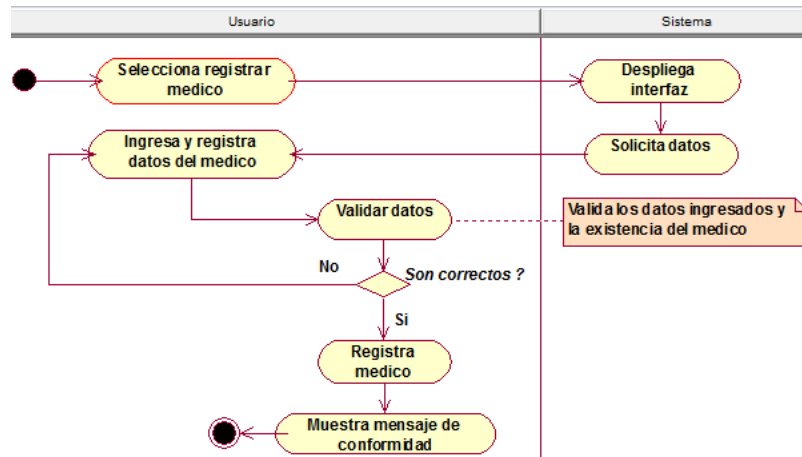 Usuario
Sistema
Selecciona registrar
medico
Despliega
interfaz
Ingresa y registra
datos del medico
Solicita datos
Validar datos
Valida los datos ingresados y
la existencia del medico
No
Son correctos ?
Si
Registra
medico
Muestra mensaje de
conformidad